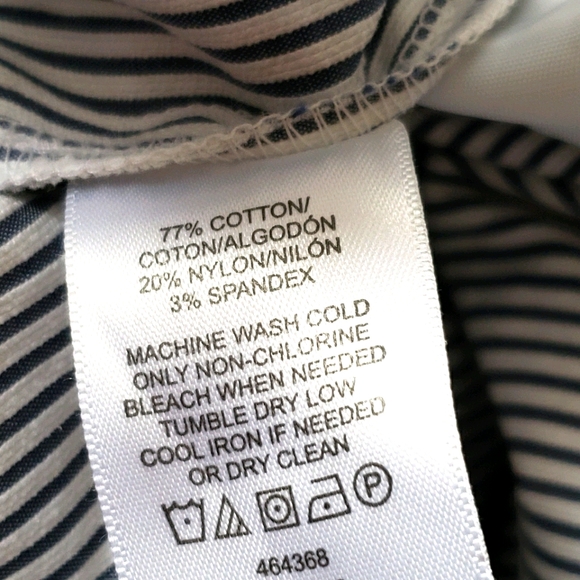 77% COTTON/
COTON/ALGODÓN
20% NYLON/NILÓN
3% SPANDEX
MACHINE WASH COLD
ONLY NON-CHLORINE
BLEACH WHEN NEEDED
TUMBLE DRY LOW
COOL IRON IF NEEDED
OR DRY CLEAN
P
464368